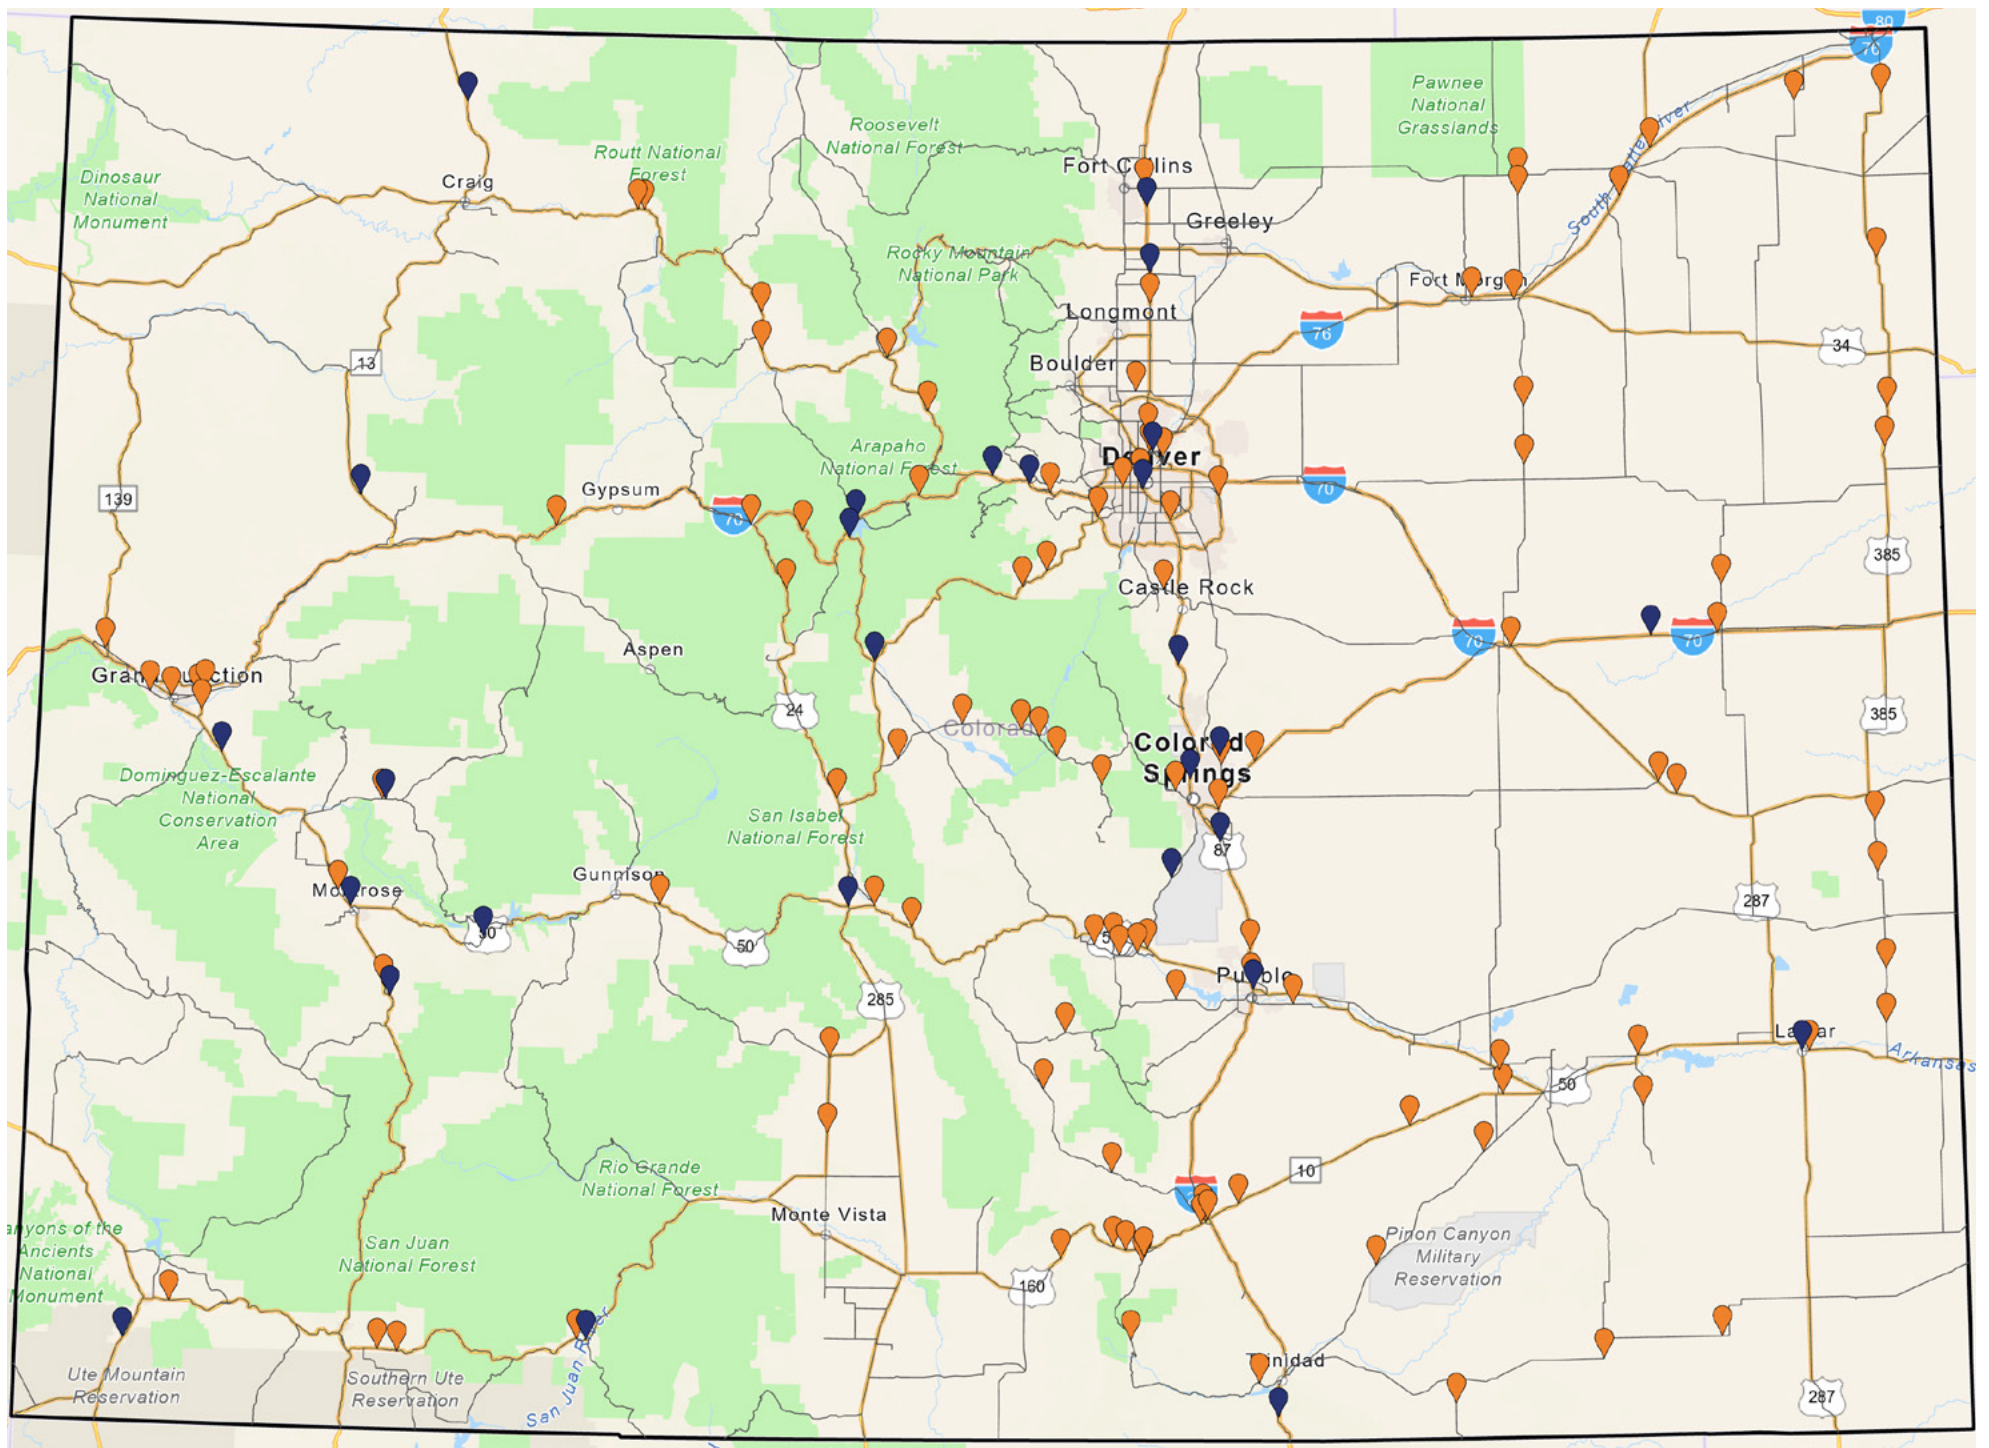 80
76
Pawnee
National
Grasslands
Roosevelt
National Forest
Routt National
Forest
South Platte River
Fort Collins
Craig
Dinosaur
National
Monument
Greeley
Rocky Mountain
National Park
Fort Morgan
Longmont
76
34
Boulder
13
Arapaho
National Forest
Denver
139
Gypsum
70
70
385
Castle Rock
70
70
Aspen
Grand Junction
24
385
Colorado
Colorado
Springs
Dominguez-Escalante
National
Conservation
Area
San Isabel
National Forest
87
Gunnison
Montrose
287
50
50
Pueblo
285
Lamar
Arkansas
50
Rio Grande
National Forest
10
Monte Vista
anyons of the
Ancients
National
Monument
San Juan
National Forest
Pinon Canyon
Military
Reservation
160
San Juan River
Trinidad
Ute Mountain
Reservation
Southern Ute
Reservation
287